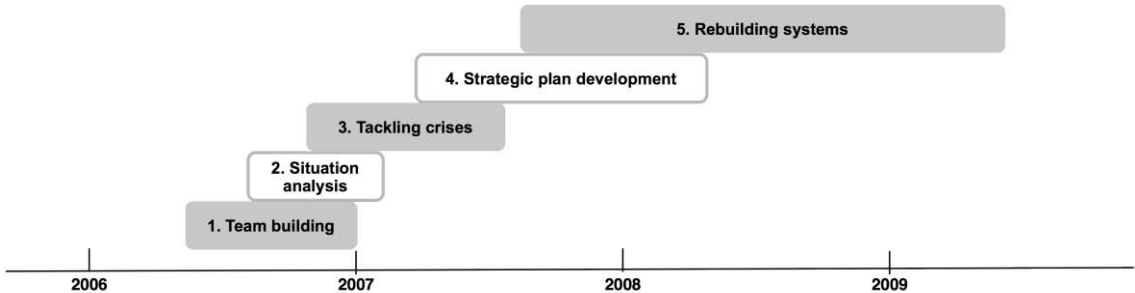 5. Rebuilding systems
4. Strategic plan development
3. Tackling crises
2. Situation
analysis
1. Team building
2006 2007 2008 2009